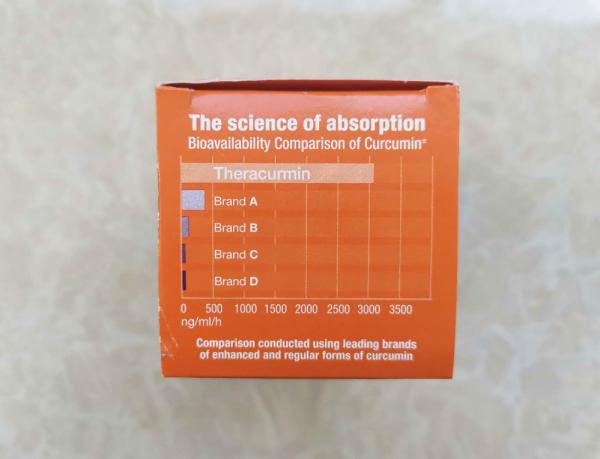 The science of absorption
Bioavailability Comparison of Curcumin*
Theracurmin
Brand A
Brand B
Brand C
Brand D
0 500 1000 1500 2000 2500 3000 3500
ng/ml/h
Comparison conducted using leading brands
of enhanced and regular forms of curcumin